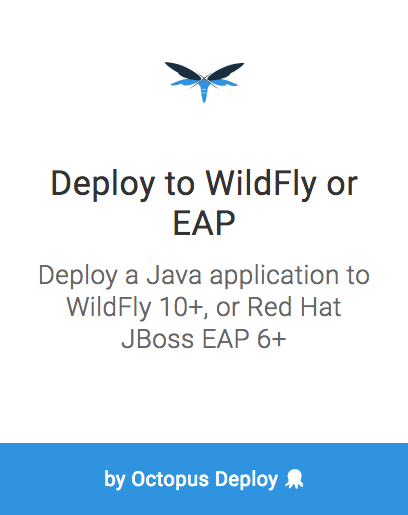 Deploy to WildFly or
EAP
Deploy a Java application to
WildFly 10+, or Red Hat
JBoss EAP 6+
by Octopus Deploy